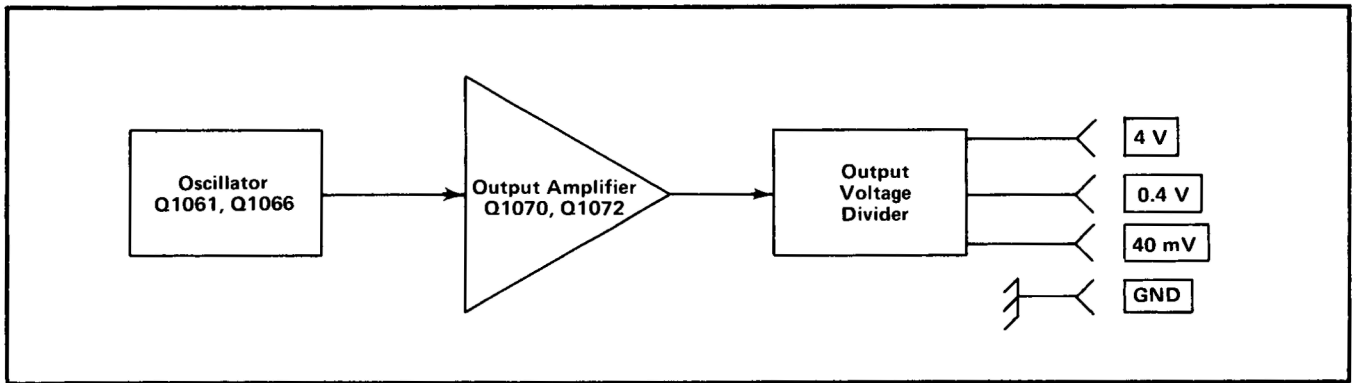 Oscillator
Q1061, Q1066
Output Amplifier
Q1070, Q1072
Output
Voltage
Divider
4 V
0.4 V
40 mV
GND